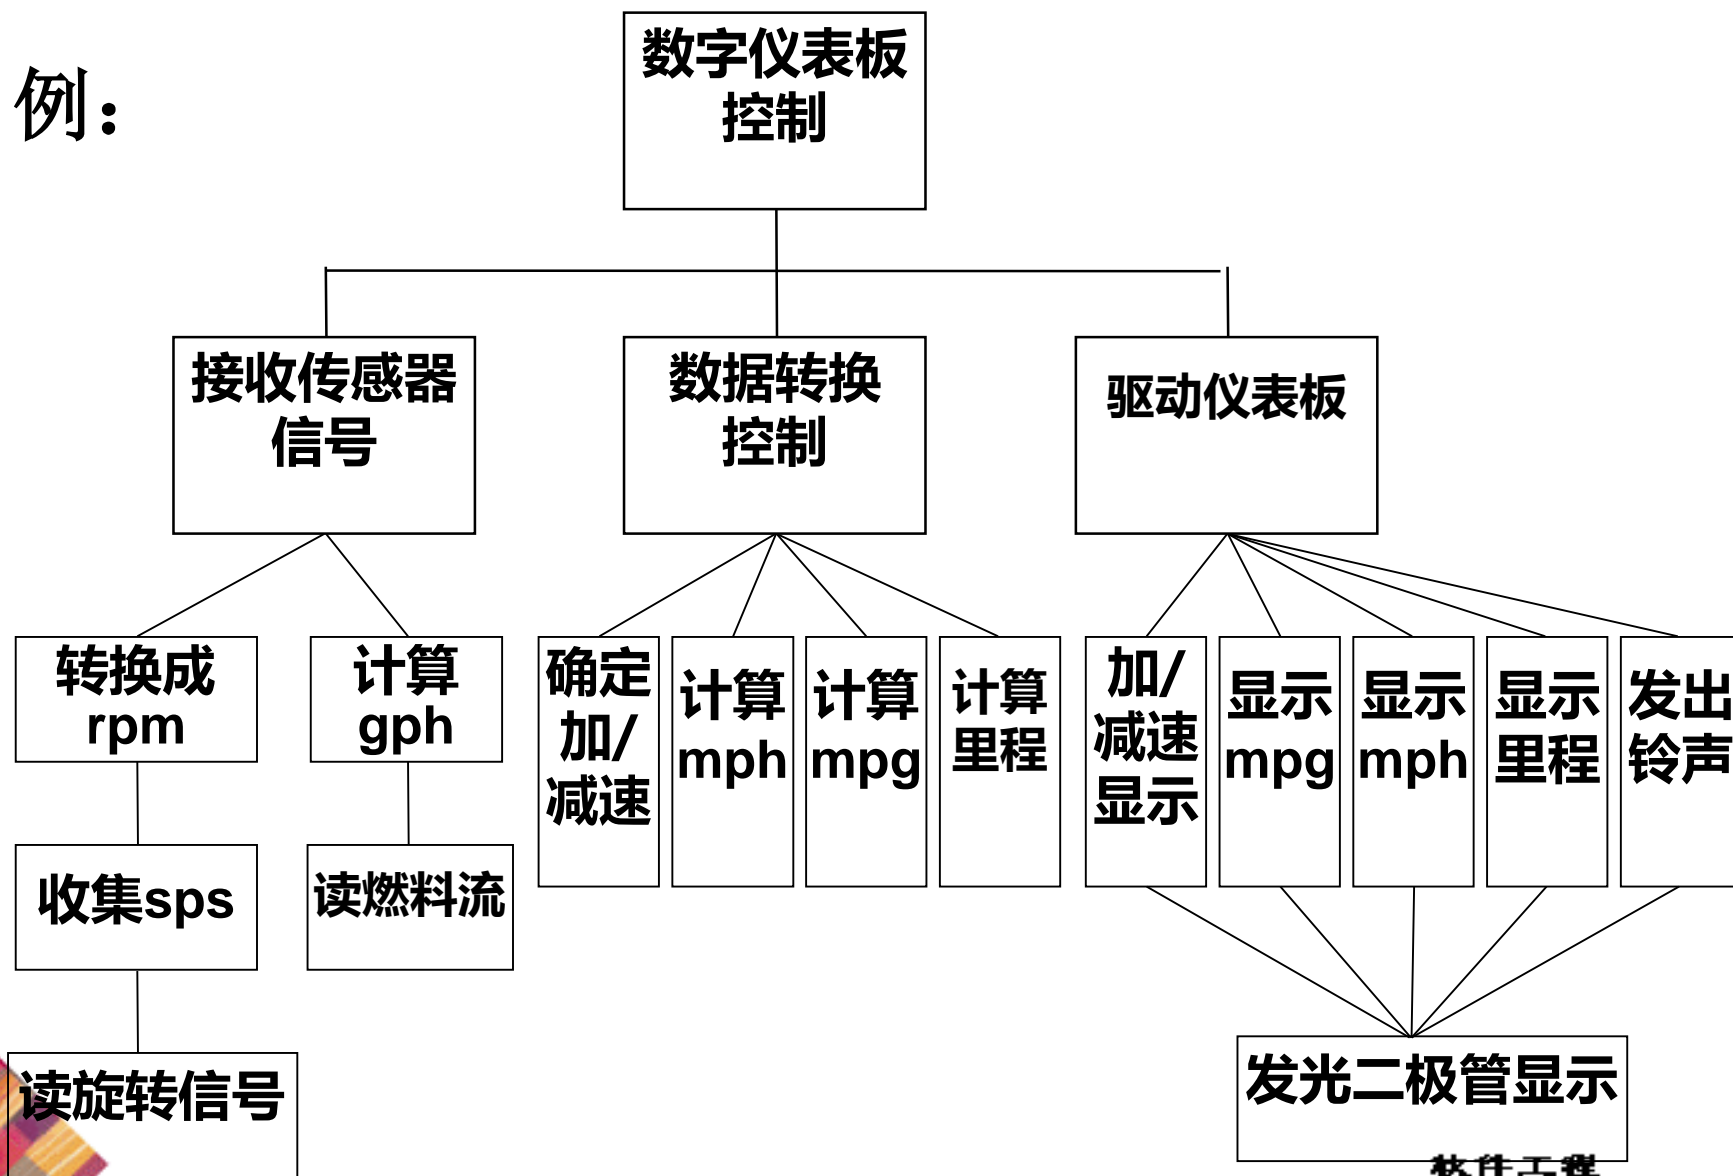 例：
数字仪表板
控制
接收传感器
信号
数据转换
控制
驱动仪表板
转换成
rpm
计算
gph
确定
加/
减速
计算
mph
计算
mpg
计算
里程
加/
减速
显示
显示
mpg
显示
mph
显示
里程
发出
铃声
收集sps
读燃料流
读旋转信号
发光二极管显示
软件工程